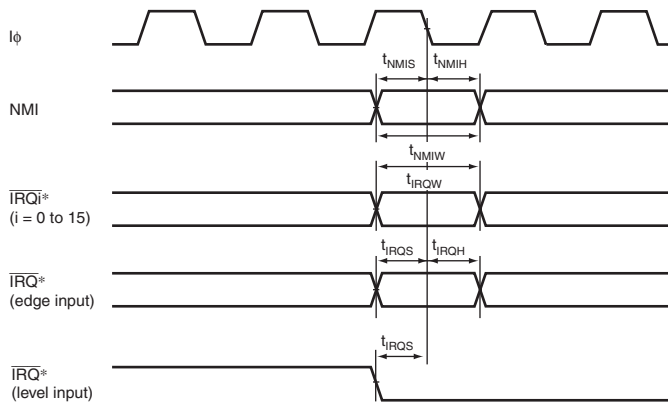 Iϕ
tNMIS tNMIH
NMI
tNMIW
tIRQW
IRQi*
(i = 0 to 15)
tIRQS tIRQH
IRQ*
(edge input)
tIRQS
IRQ*
(level input)